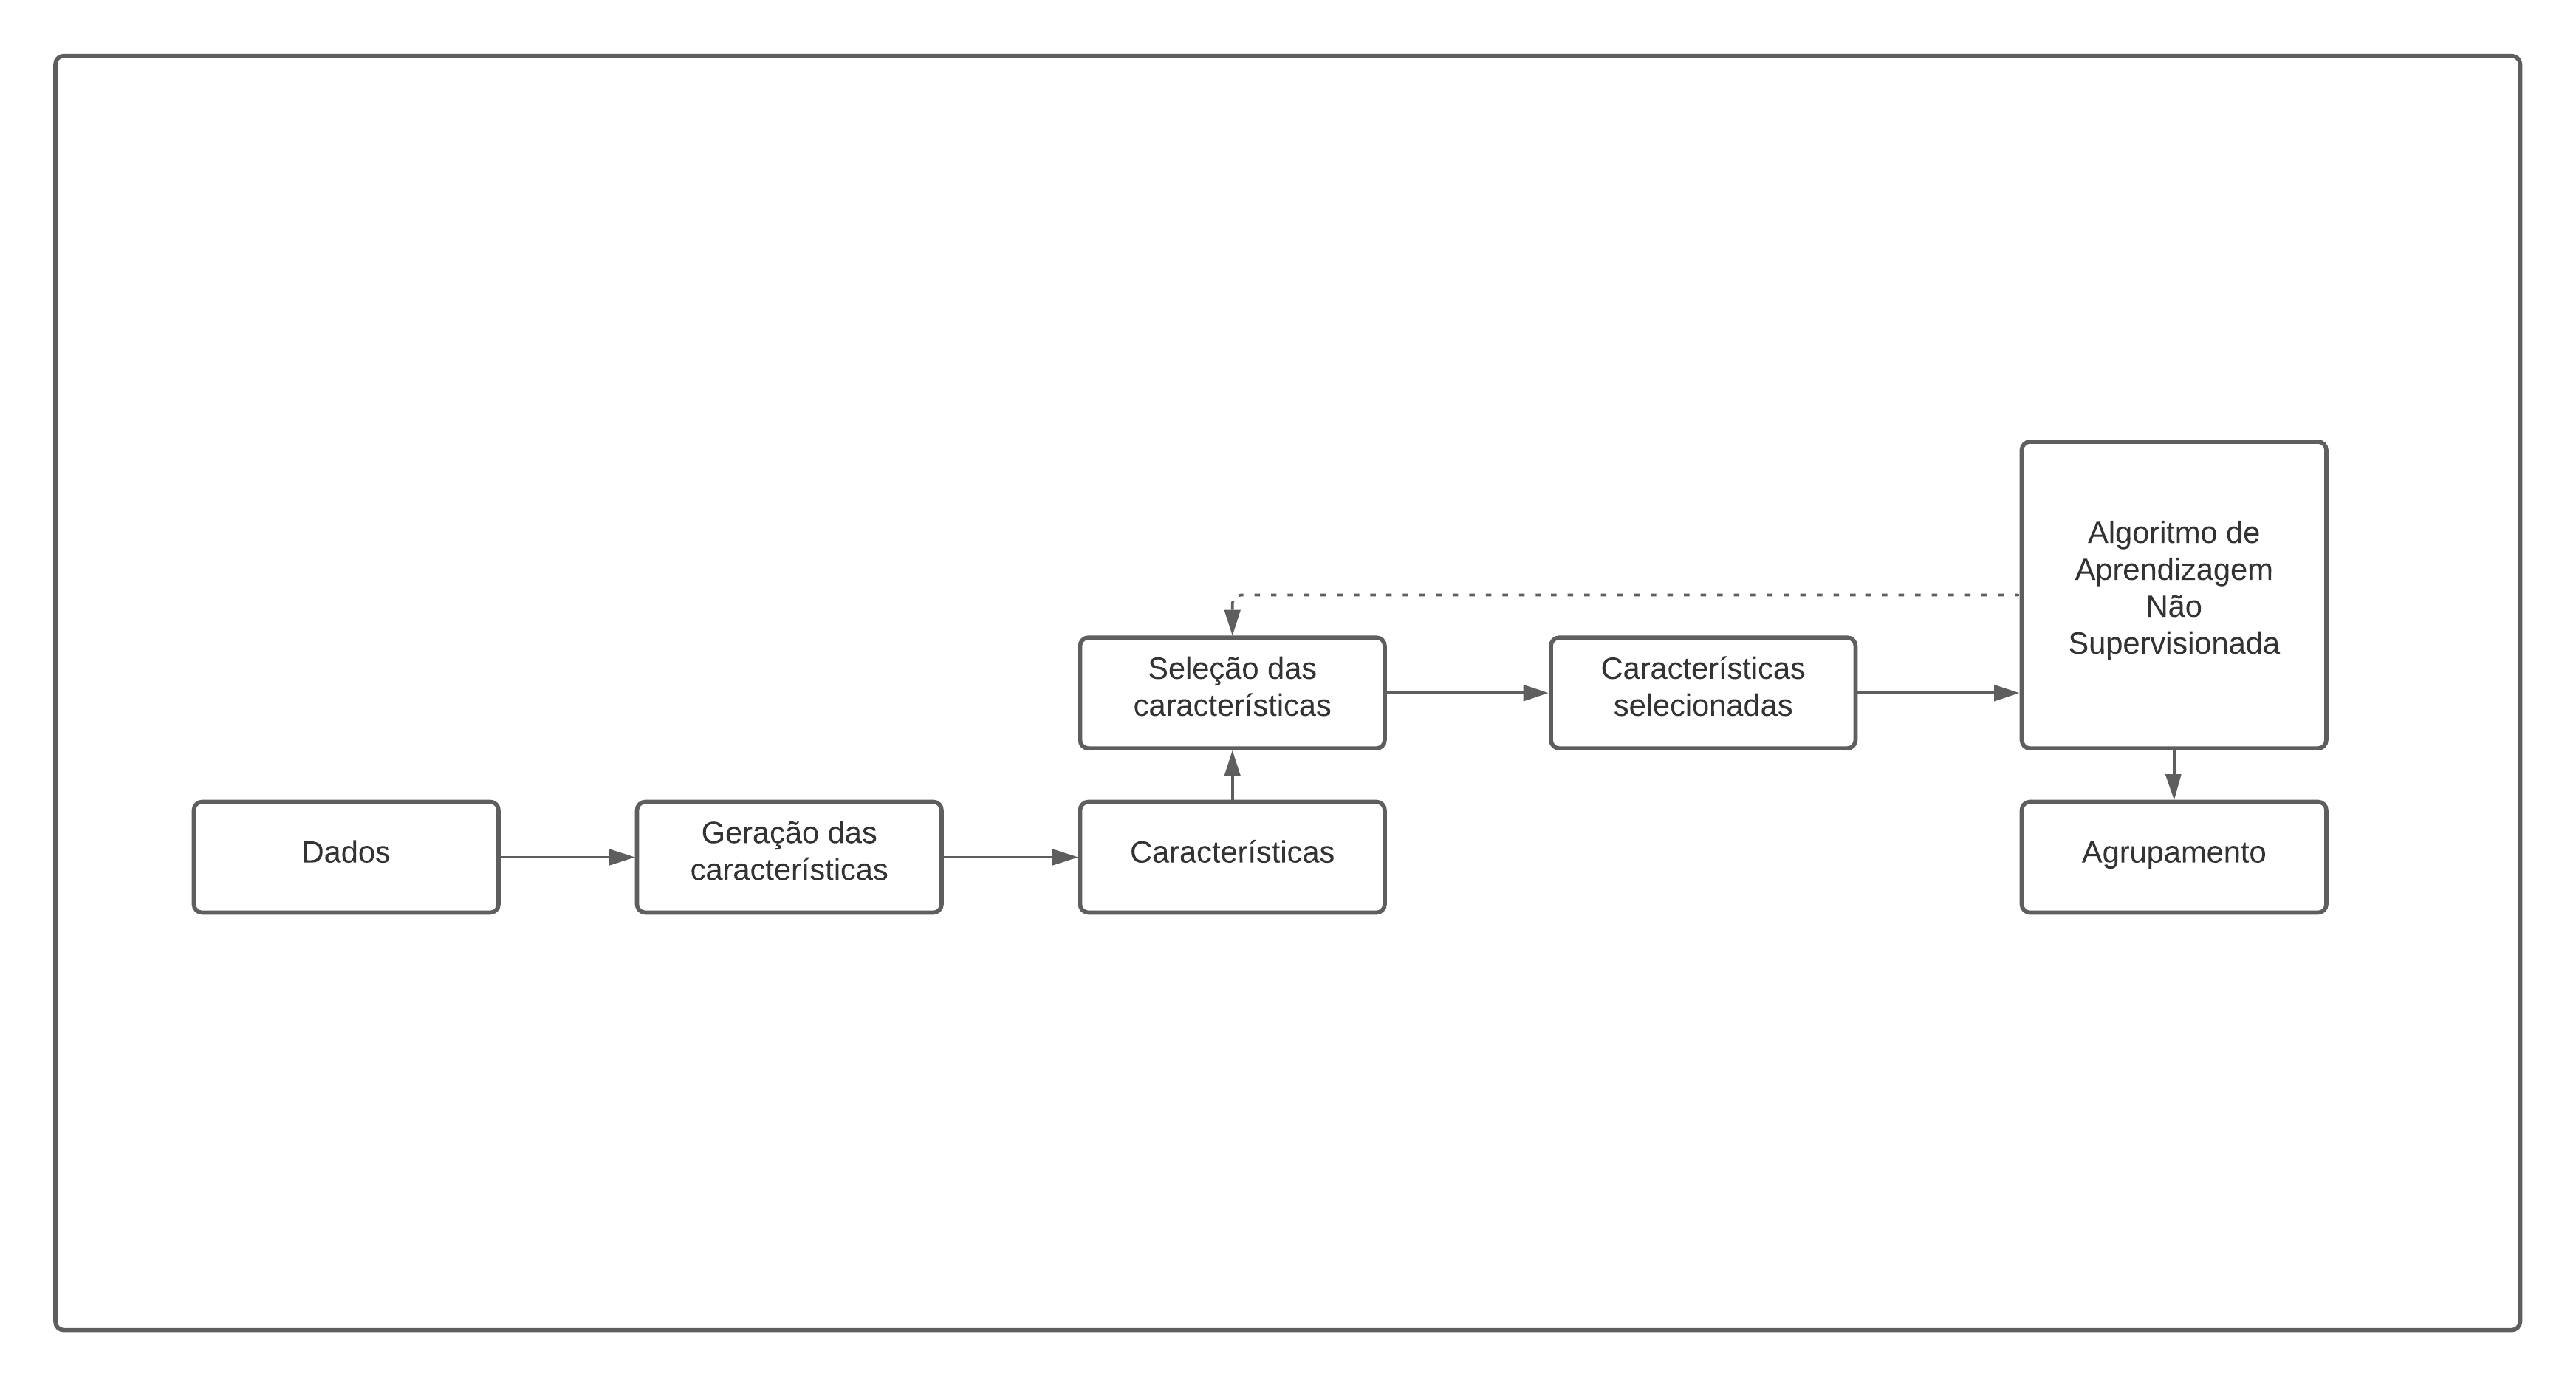 Algoritmo de
Aprendizagem
Não
Supervisionada
Seleção das
características
Características
selecionadas
Dados
Geração das
características
Características
Agrupamento